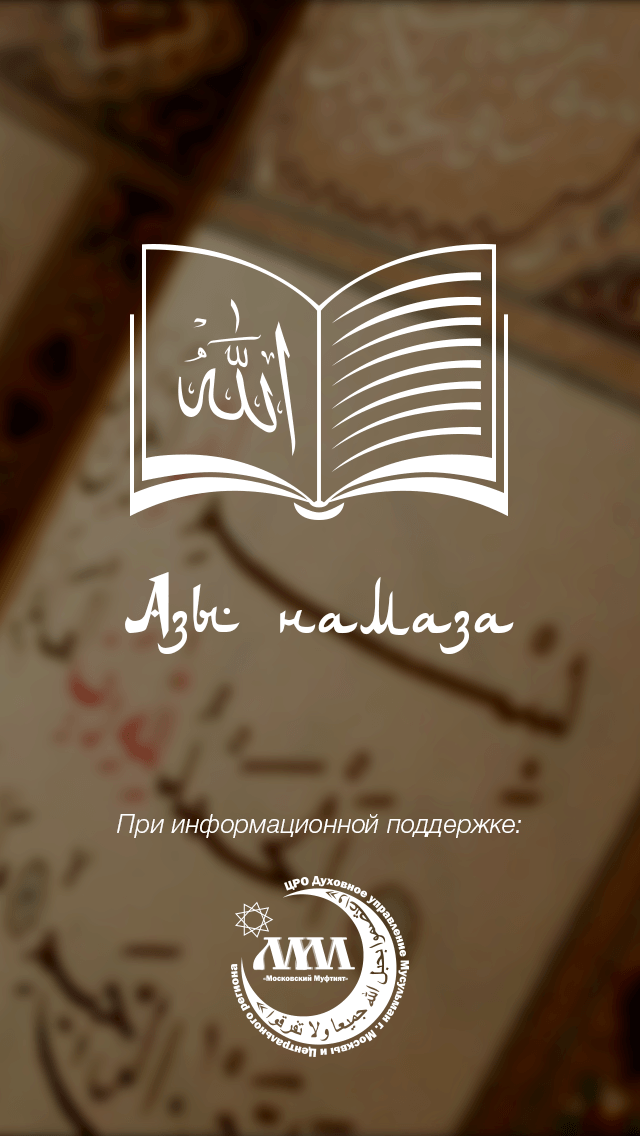 الله
Азы намаза
При информационной поддержке:
ЦРО Духовное управление Мусульман г. Москвы и Центрального региона
«Московский Муфтият»
واعتصموا بحبل الله جميعا ولا تفرقوا